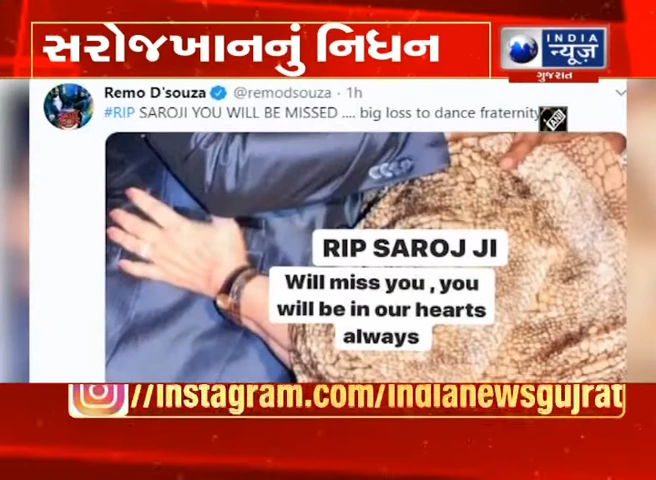 સરોજખાનનું નિધન
INDIA
न्यूज़
ગુજરાત
Remo D'souza @remodsouza · 1h
#RIP SAROJI YOU WILL BE MISSED .... big loss to dance fraternity
ANI
RIP SAROJ JI
Will miss you , you
will be in our hearts
always
//Instagram.com/indianewsgujrat